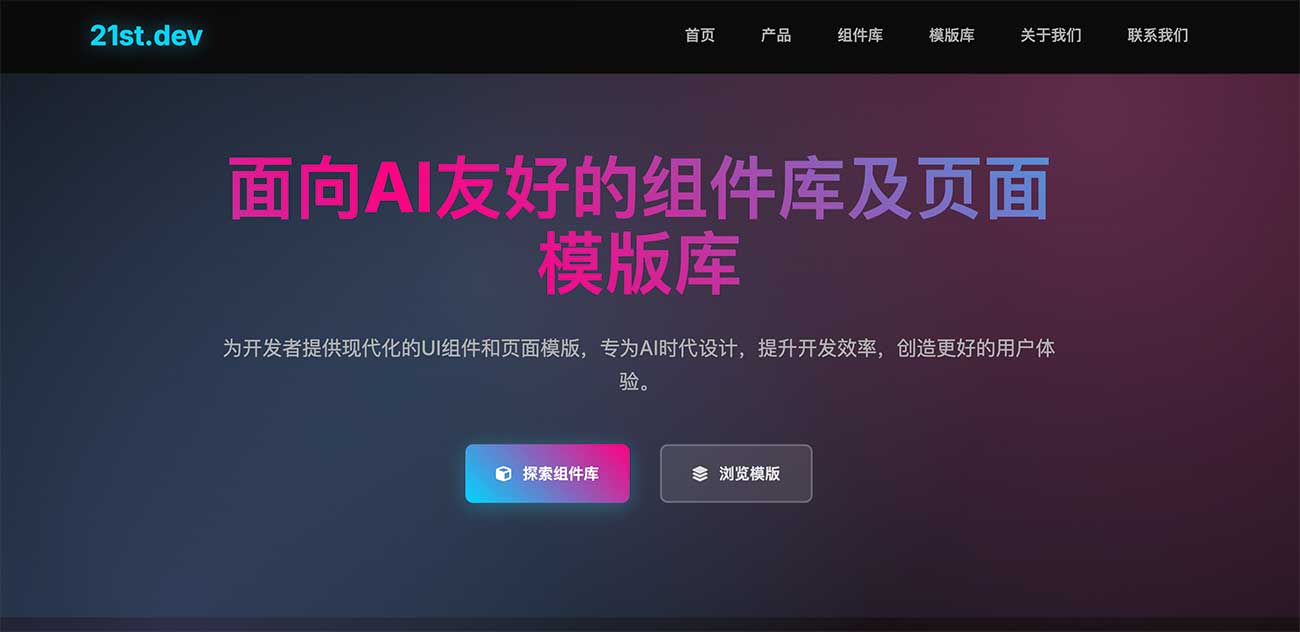 21st.dev
首页
产品
组件库
模版库
关于我们
联系我们
面向AI友好的组件库及页面
模版库
为开发者提供现代化的UI组件和页面模版，专为AI时代设计，提升开发效率，创造更好的用户体
验。
探索组件库
浏览模版